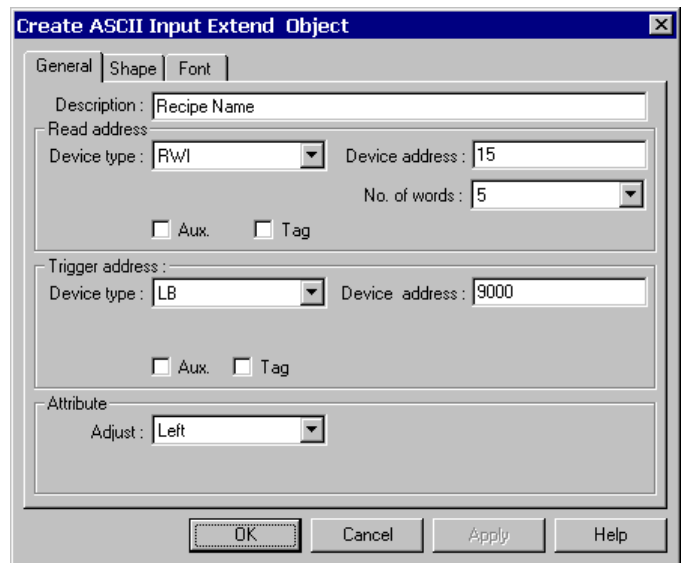 Create ASCII Input Extend Object
General Shape Font
Description : Recipe Name
Read address
Device type : RWI Device address : 15
No. of words : 5
Aux. Tag
Trigger address :
Device type : LB Device address : 9000
Aux. Tag
Attribute
Adjust : Left
OK Cancel Apply Help